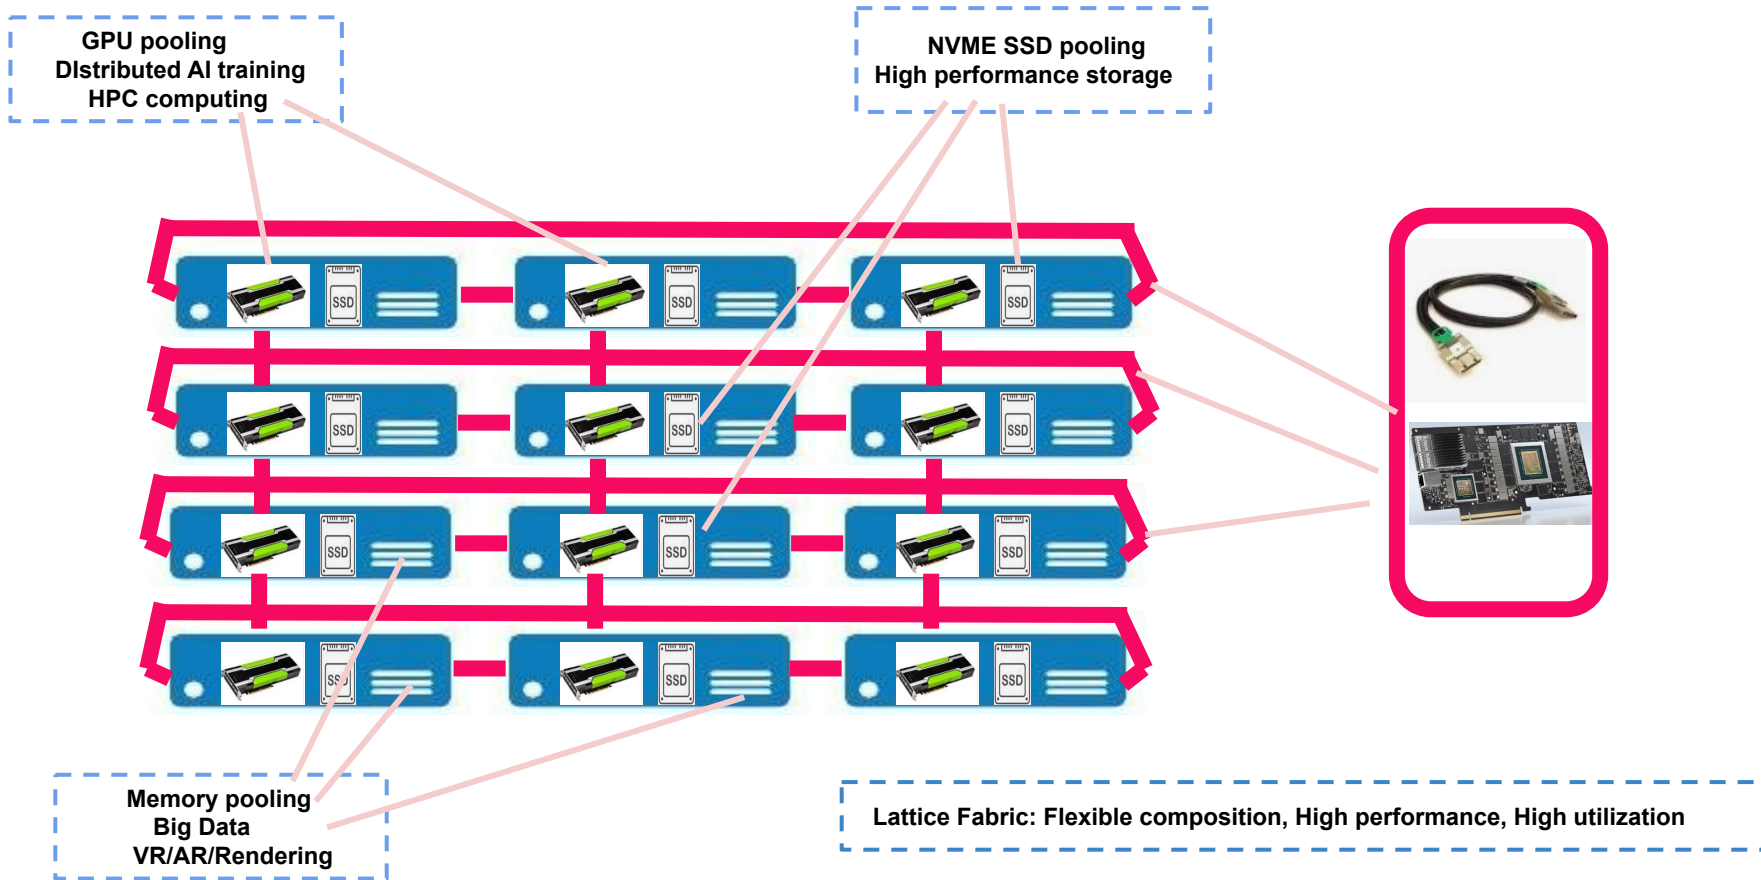 GPU pooling
DIstributed AI training
HPC computing
NVME SSD pooling
High performance storage
SSD
SSD
SSD
SSD
SSD
SSD
SSD
SSD
SSD
SSD
SSD
SSD
Memory pooling
Big Data
VR/AR/Rendering
Lattice Fabric: Flexible composition, High performance, High utilization